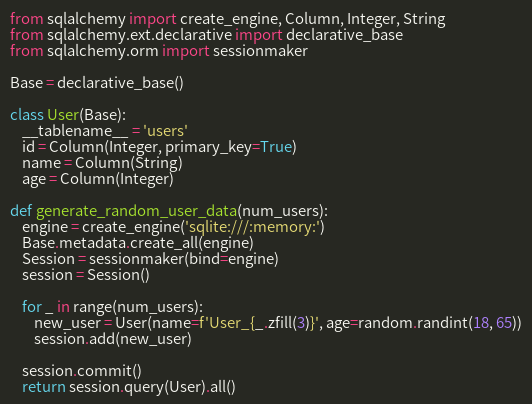 from sqlalchemy import create_engine, Column, Integer, String
from sqlalchemy.ext.declarative import declarative_base
from sqlalchemy.orm import sessionmaker

Base = declarative_base()

class User(Base):
    __tablename__ = 'users'
    id = Column(Integer, primary_key=True)
    name = Column(String)
    age = Column(Integer)

def generate_random_user_data(num_users):
    engine = create_engine('sqlite:///:memory:')
    Base.metadata.create_all(engine)
    Session = sessionmaker(bind=engine)
    session = Session()

    for _ in range(num_users):
        new_user = User(name=f'User_{_.zfill(3)}', age=random.randint(18, 65))
        session.add(new_user)

    session.commit()
    return session.query(User).all()